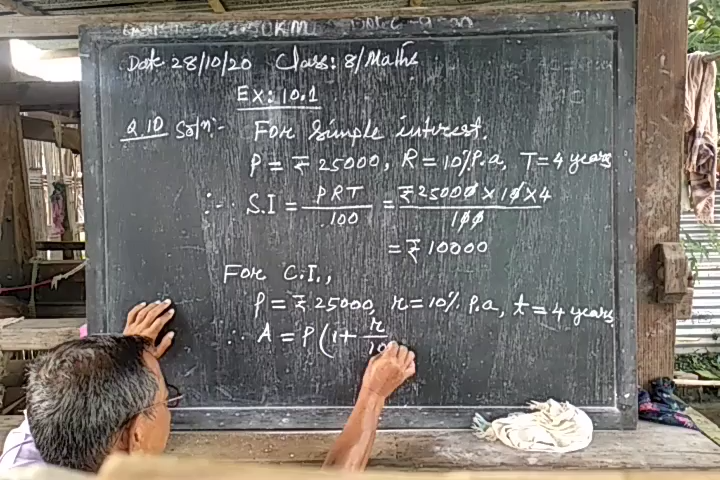 Date 28/10/20 Class: 8/Maths
Ex: 10.1
Q.10 Soln:- For Simple interest.
P = ₹ 25000, R = 10% P.a, T = 4 years
∴ S.I = PRT/100 = ₹ 25000 x 10 x 4/100
= ₹ 10000
For C.I.,
P = ₹ 25000, r = 10% P.a, t = 4 years
∴ A = P (1 + r/10